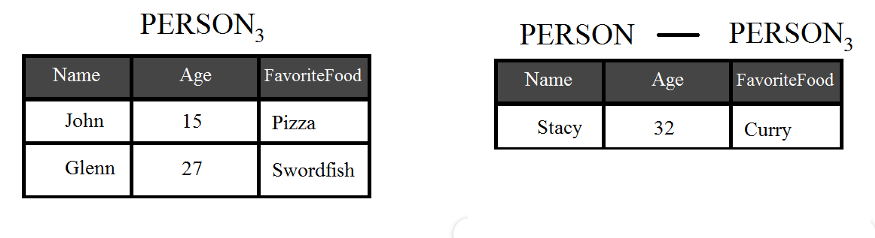 PERSON3
Name Age FavoriteFood
John 15 Pizza
Glenn 27 Swordfish
PERSON — PERSON3
Name Age FavoriteFood
Stacy 32 Curry